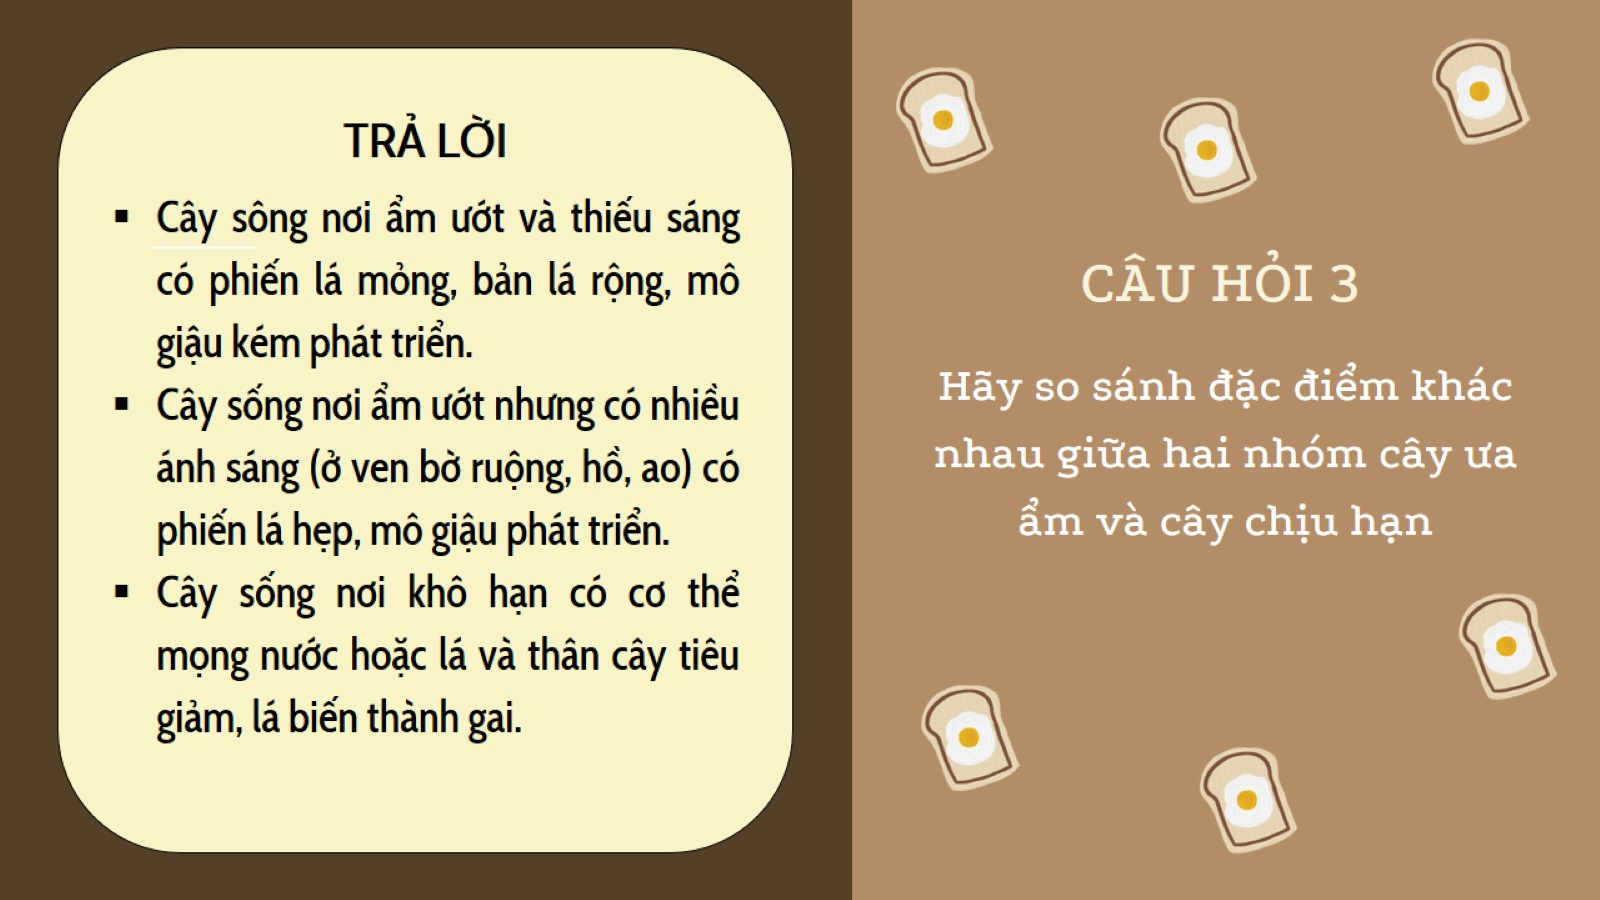 TRẢ LỜI
▪ Cây sông nơi ẩm ướt và thiếu sáng
có phiến lá mỏng, bản lá rộng, mô
giậu kém phát triển.
▪ Cây sống nơi ẩm ướt nhưng có nhiều
ánh sáng (ở ven bờ ruộng, hồ, ao) có
phiến lá hẹp, mô giậu phát triển.
▪ Cây sống nơi khô hạn có cơ thể
mọng nước hoặc lá và thân cây tiêu
giảm, lá biến thành gai.
CÂU HỎI 3
Hãy so sánh đặc điểm khác
nhau giữa hai nhóm cây ưa
ẩm và cây chịu hạn